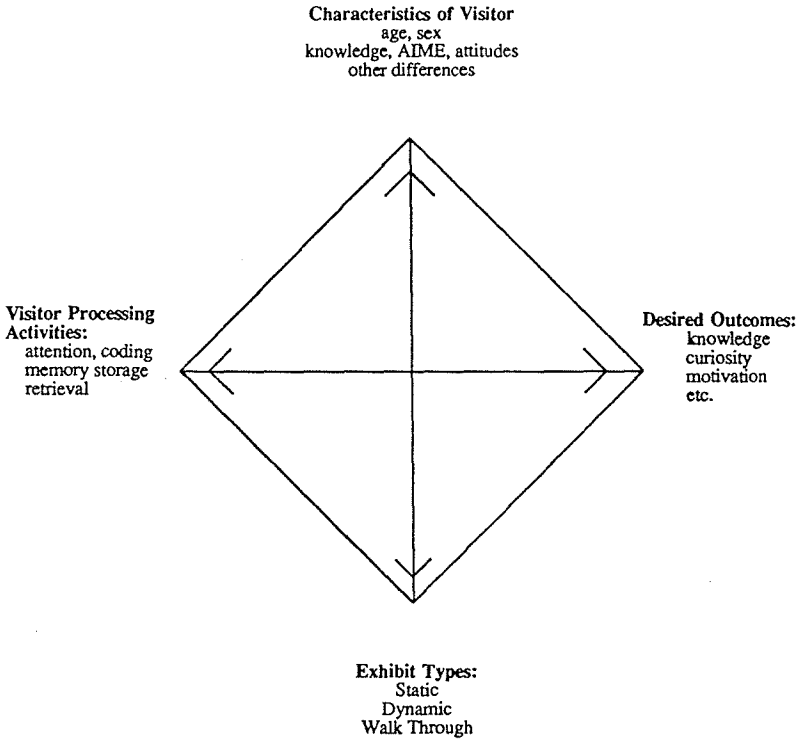 Characteristics of Visitor
age, sex
knowledge, AIME, attitudes
other differences
Visitor Processing
Activities:
attention, coding
memory storage
retrieval
Desired Outcomes:
knowledge
curiosity
motivation
etc.
Exhibit Types:
Static
Dynamic
Walk Through